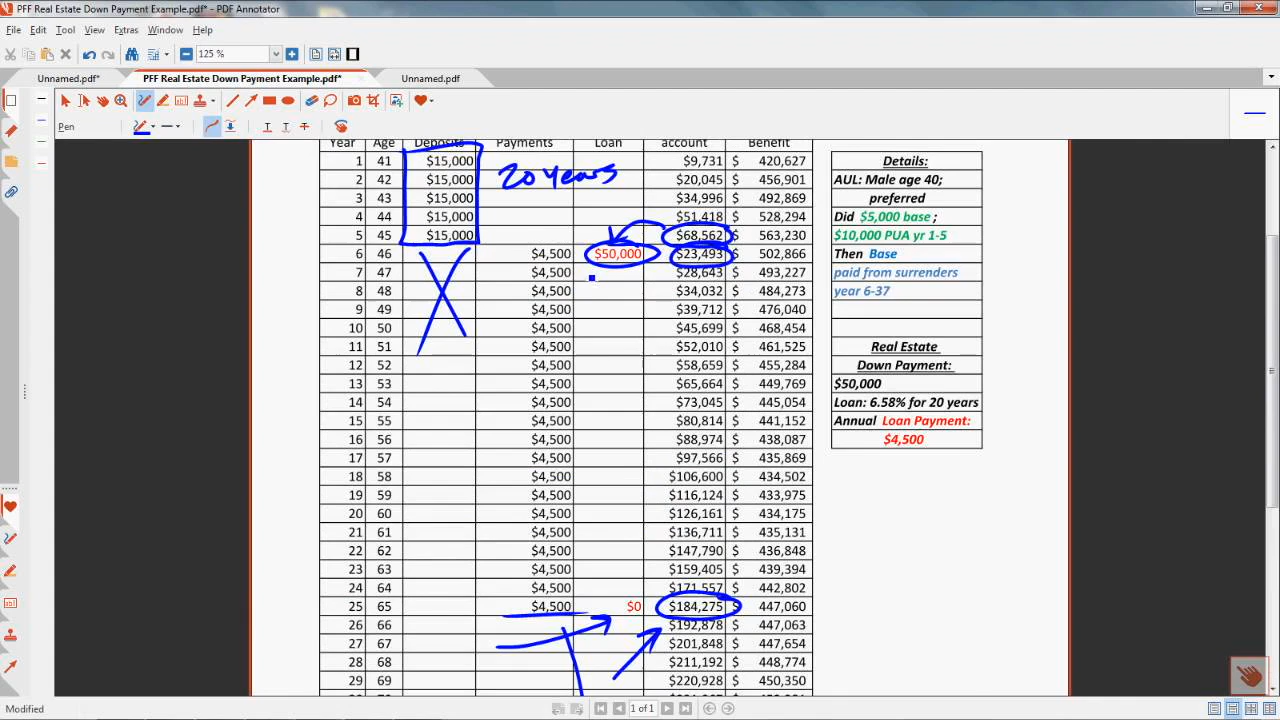 PFF Real Estate Down Payment Example.pdf* - PDF Annotator
File Edit Tool View Extras Window Help
125 %
Unnamed.pdf* PFF Real Estate Down Payment Example.pdf* Unnamed.pdf
Pen
Year Age Deposits Payments Loan account Benefit
1 41 $15,000 $9,731 $ 420,627
2 42 $15,000 $20,045 $ 456,901
3 43 $15,000 $34,996 $ 492,869
4 44 $15,000 $51,418 $ 528,294
5 45 $15,000 $68,562 $ 563,230
20 years
6 46 $4,500 $50,000 $23,493 $ 502,866
7 47 $4,500 $28,643 $ 493,227
8 48 $4,500 $34,032 $ 484,273
9 49 $4,500 $39,712 $ 476,040
10 50 $4,500 $45,699 $ 468,454
11 51 $4,500 $52,010 $ 461,525
12 52 $4,500 $58,659 $ 455,284
13 53 $4,500 $65,664 $ 449,769
14 54 $4,500 $73,045 $ 445,054
15 55 $4,500 $80,814 $ 441,152
16 56 $4,500 $88,974 $ 438,087
17 57 $4,500 $97,566 $ 435,869
18 58 $4,500 $106,600 $ 434,502
19 59 $4,500 $116,124 $ 433,975
20 60 $4,500 $126,161 $ 434,175
21 61 $4,500 $136,711 $ 435,131
22 62 $4,500 $147,790 $ 436,848
23 63 $4,500 $159,405 $ 439,394
24 64 $4,500 $171,557 $ 442,802
25 65 $4,500 $0 $184,275 $ 447,060
26 66 $192,878 $ 447,063
27 67 $201,848 $ 447,654
28 68 $211,192 $ 448,774
29 69 $220,928 $ 450,350
Details:
AUL: Male age 40;
preferred
Did $5,000 base ;
$10,000 PUA yr 1-5
Then Base
paid from surrenders
year 6-37
Real Estate
Down Payment:
$50,000
Loan: 6.58% for 20 years
Annual Loan Payment:
$4,500
Modified 1 of 1